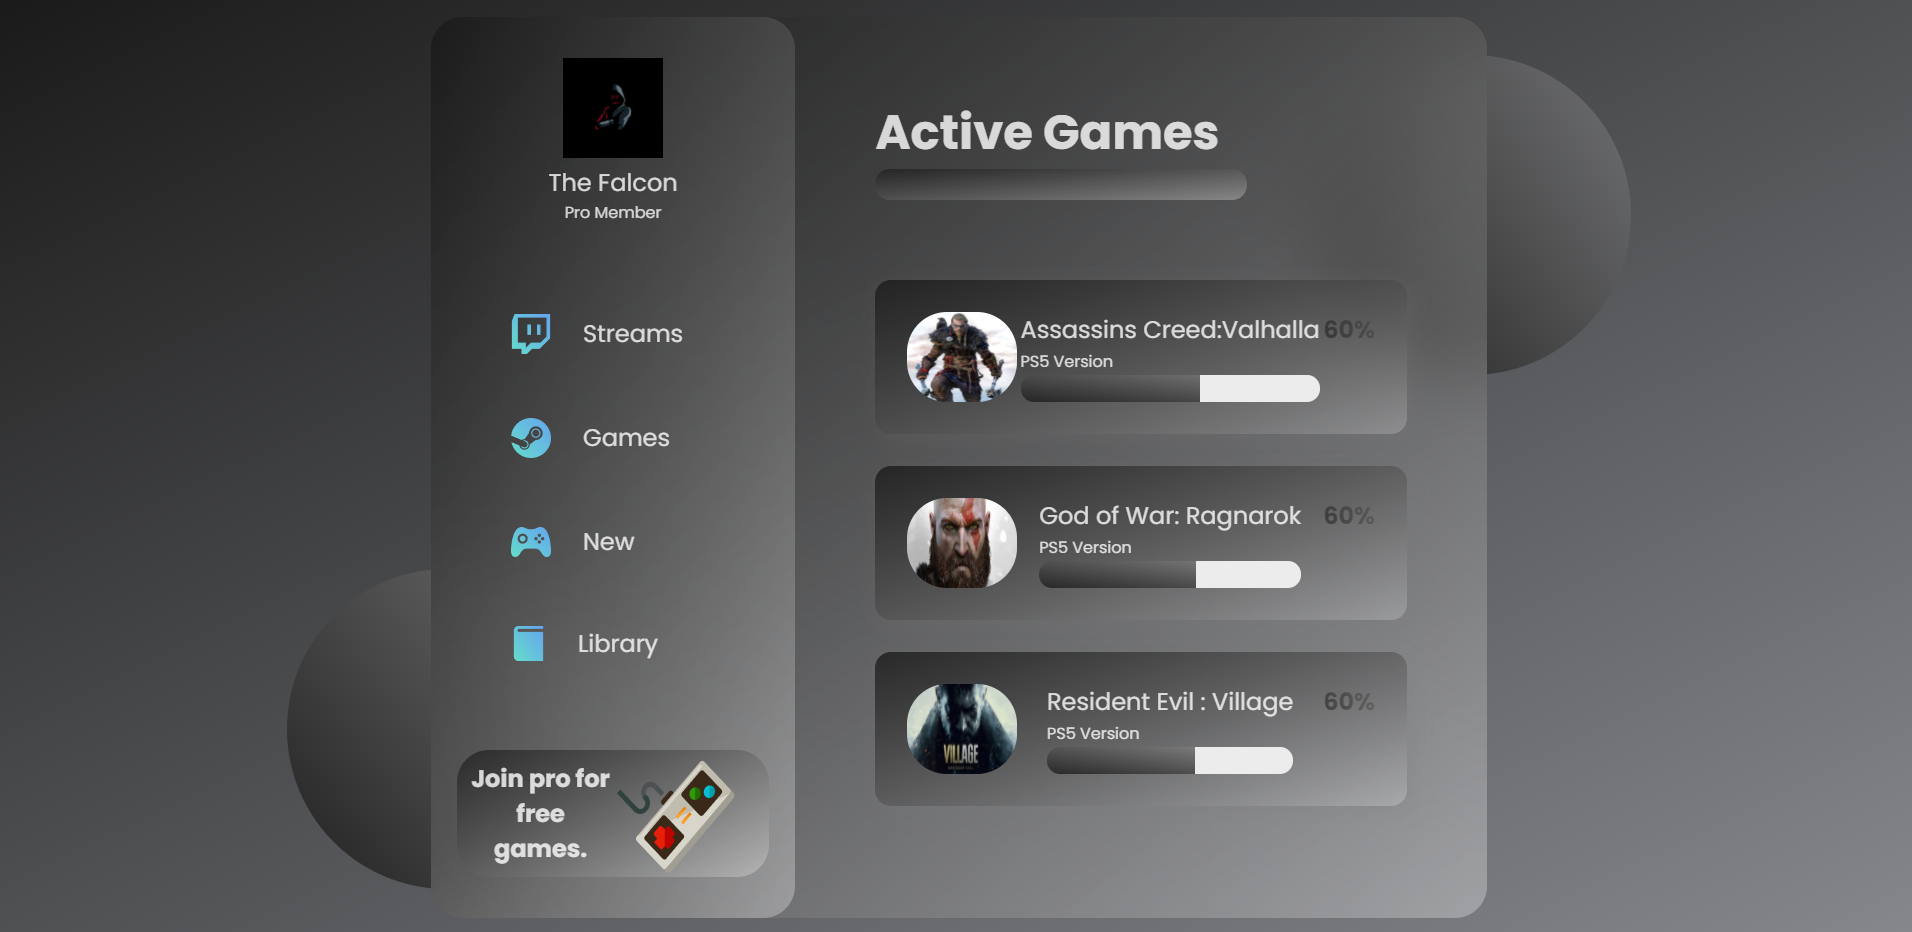 The Falcon
Pro Member
Streams
Games
New
Library
Join pro for
free
games.
Active Games
Assassins Creed:Valhalla 60%
PS5 Version
God of War: Ragnarok 60%
PS5 Version
VILLAGE
Resident Evil : Village 60%
PS5 Version